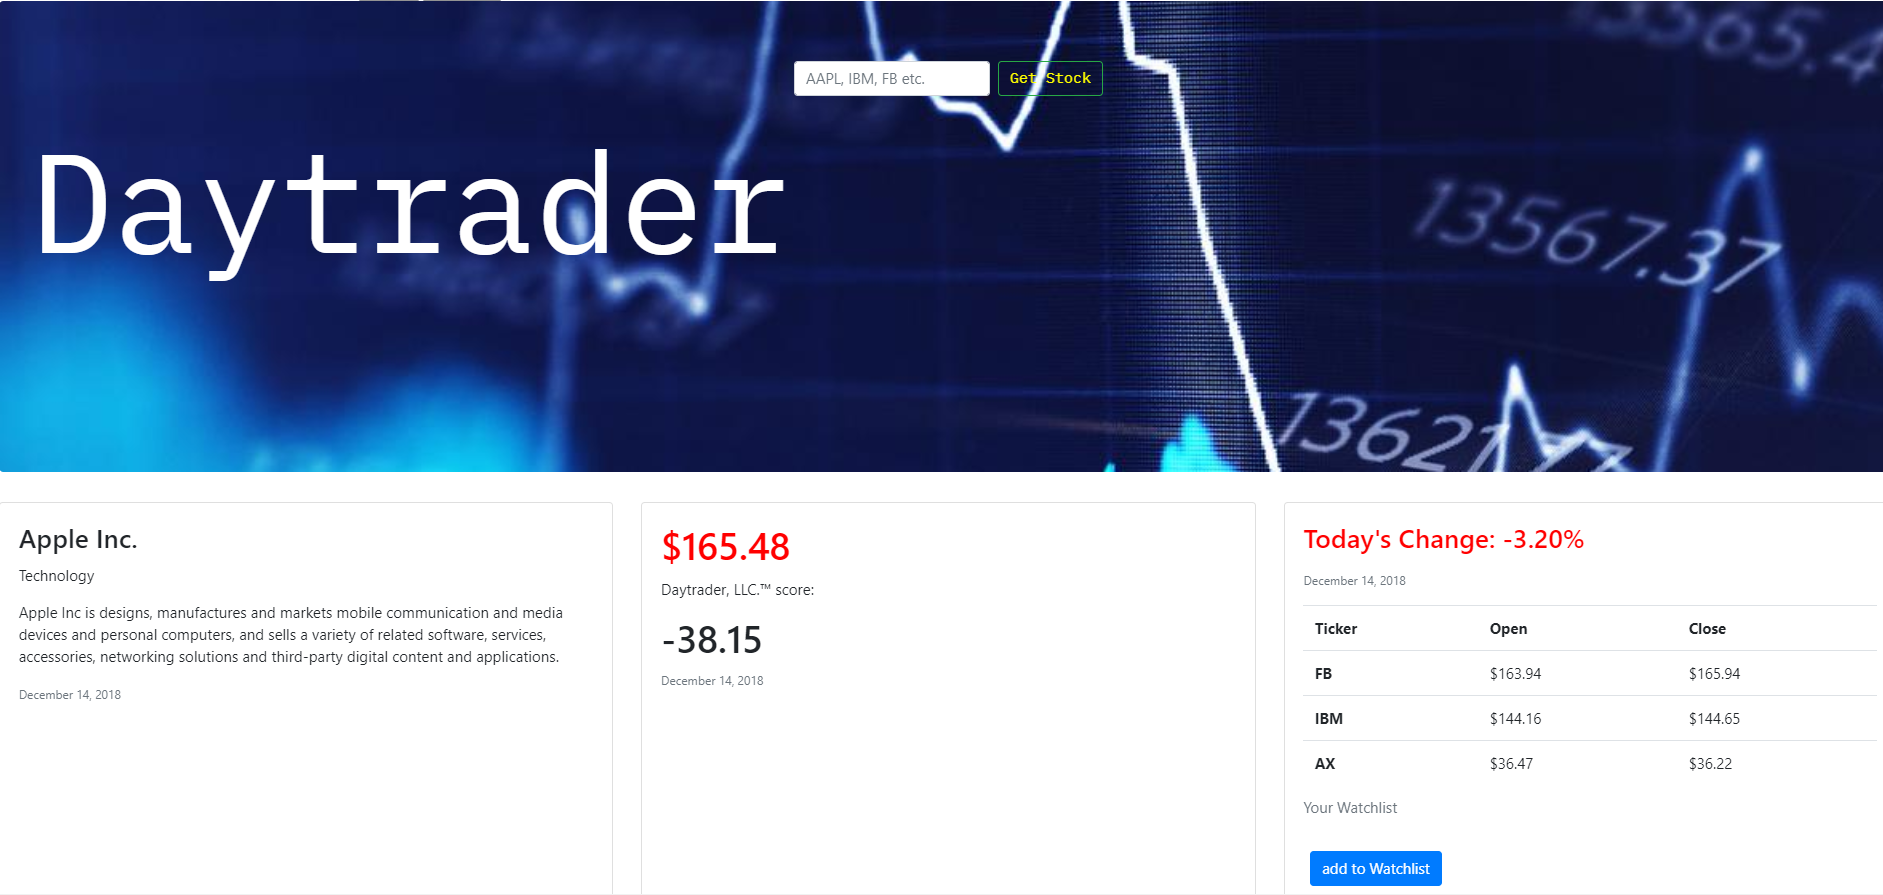 13565.4
AAPL, IBM, FB etc.
Get Stock
Daytrader
13567.37
Apple Inc.
Technology
Apple Inc is designs, manufactures and markets mobile communication and media
devices and personal computers, and sells a variety of related software, services,
accessories, networking solutions and third-party digital content and applications.
December 14, 2018
$165.48
Daytrader, LLC.™ score:
-38.15
December 14, 2018
Today's Change: -3.20%
December 14, 2018
Ticker Open Close
FB $163.94 $165.94
IBM $144.16 $144.65
AX $36.47 $36.22
Your Watchlist
add to Watchlist